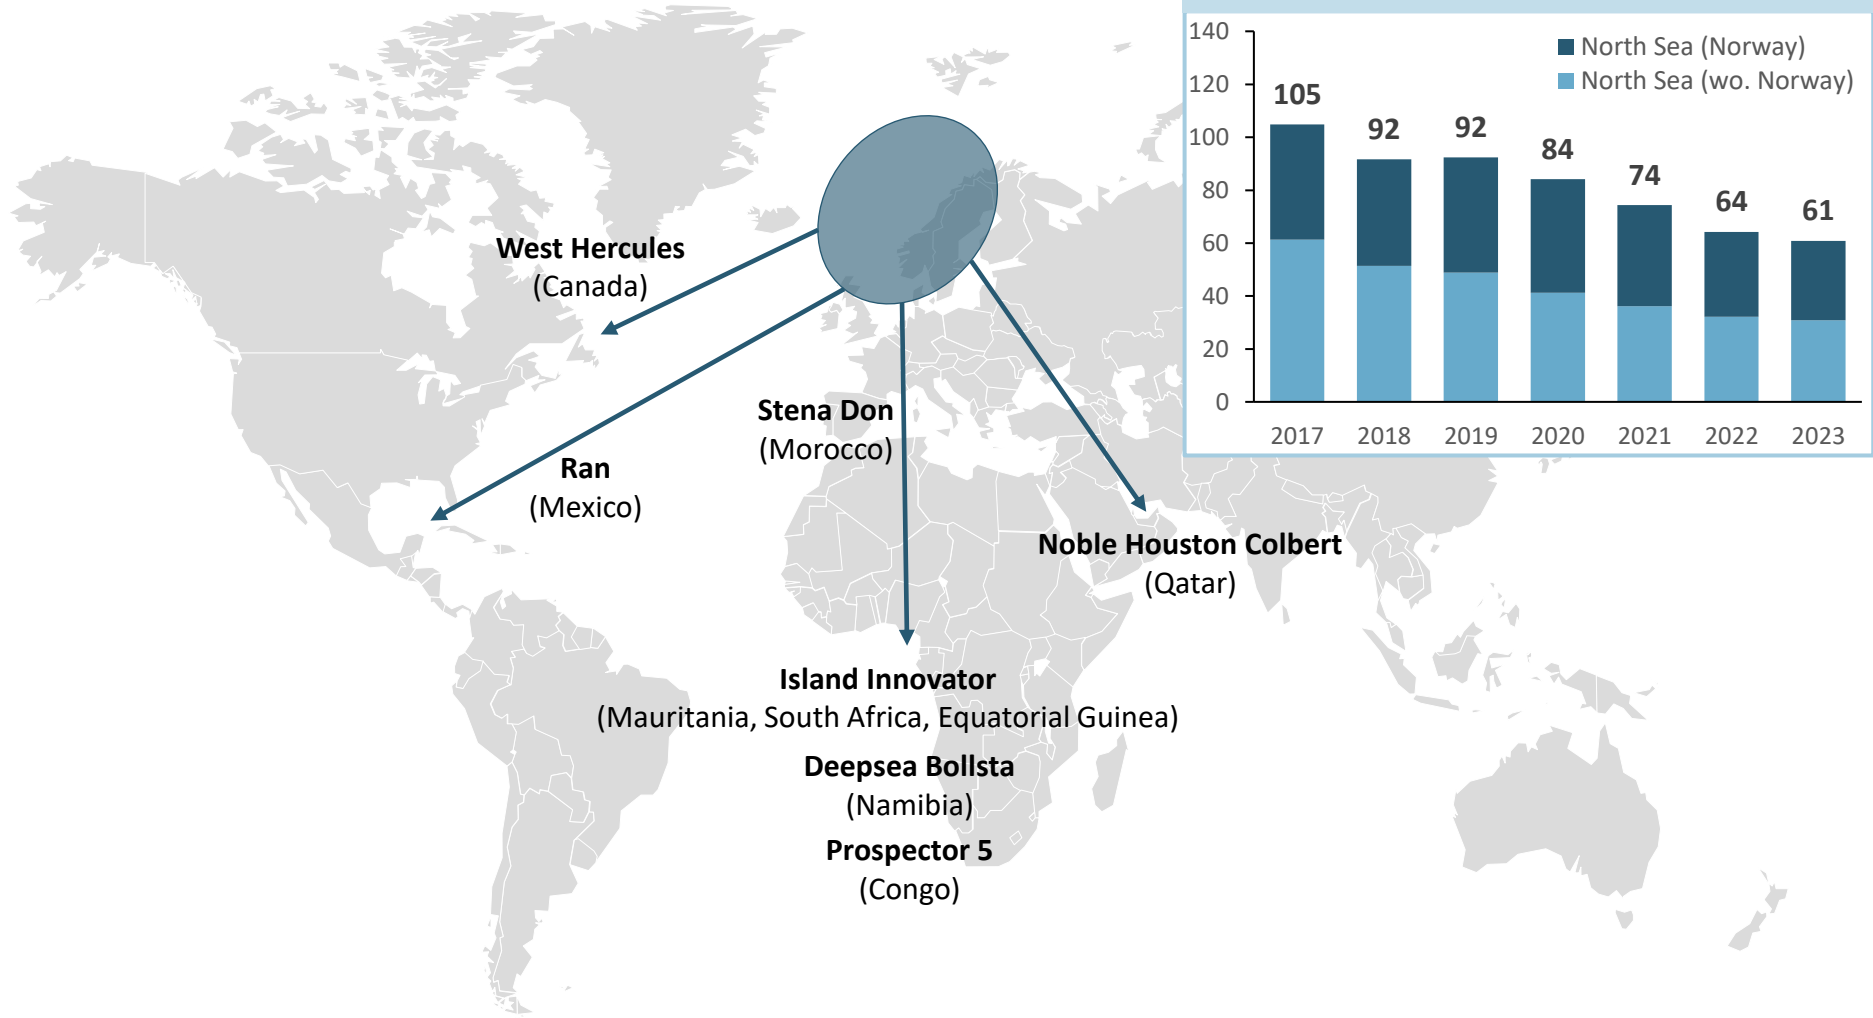 West Hercules
(Canada)
Ran
(Mexico)
Stena Don
(Morocco)
Noble Houston Colbert
(Qatar)
Island Innovator
(Mauritania, South Africa, Equatorial Guinea)
Deepsea Bollsta
(Namibia)
Prospector 5
(Congo)
North Sea (Norway)
North Sea (wo. Norway)
140
120
100
80
60
40
20
0
105
92
92
84
74
64
61
2017 2018 2019 2020 2021 2022 2023